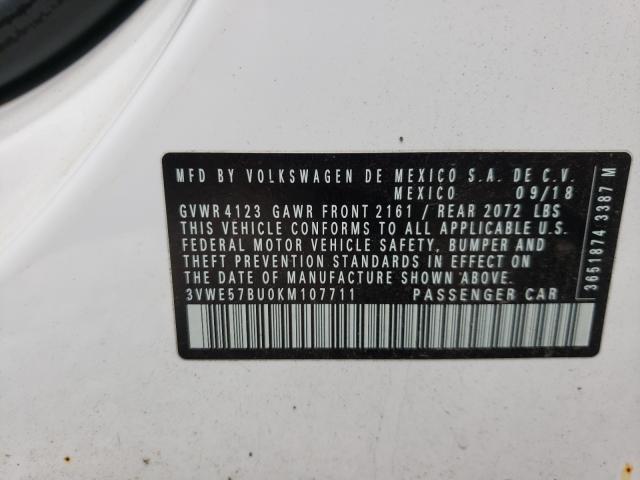 MFD BY VOLKSWAGEN DE MEXICO S.A. DE C.V.
MEXICO 09/18
GVWR 4123 GAWR FRONT 2161 / REAR 2072 LBS
THIS VEHICLE CONFORMS TO ALL APPLICABLE U.S.
FEDERAL MOTOR VEHICLE SAFETY, BUMPER AND
THEFT PREVENTION STANDARDS IN EFFECT ON
THE DATE OF MANUFACTURE SHOWN ABOVE.
3VWE57BU0KM107711 PASSENGER CAR
3651874 3387 M